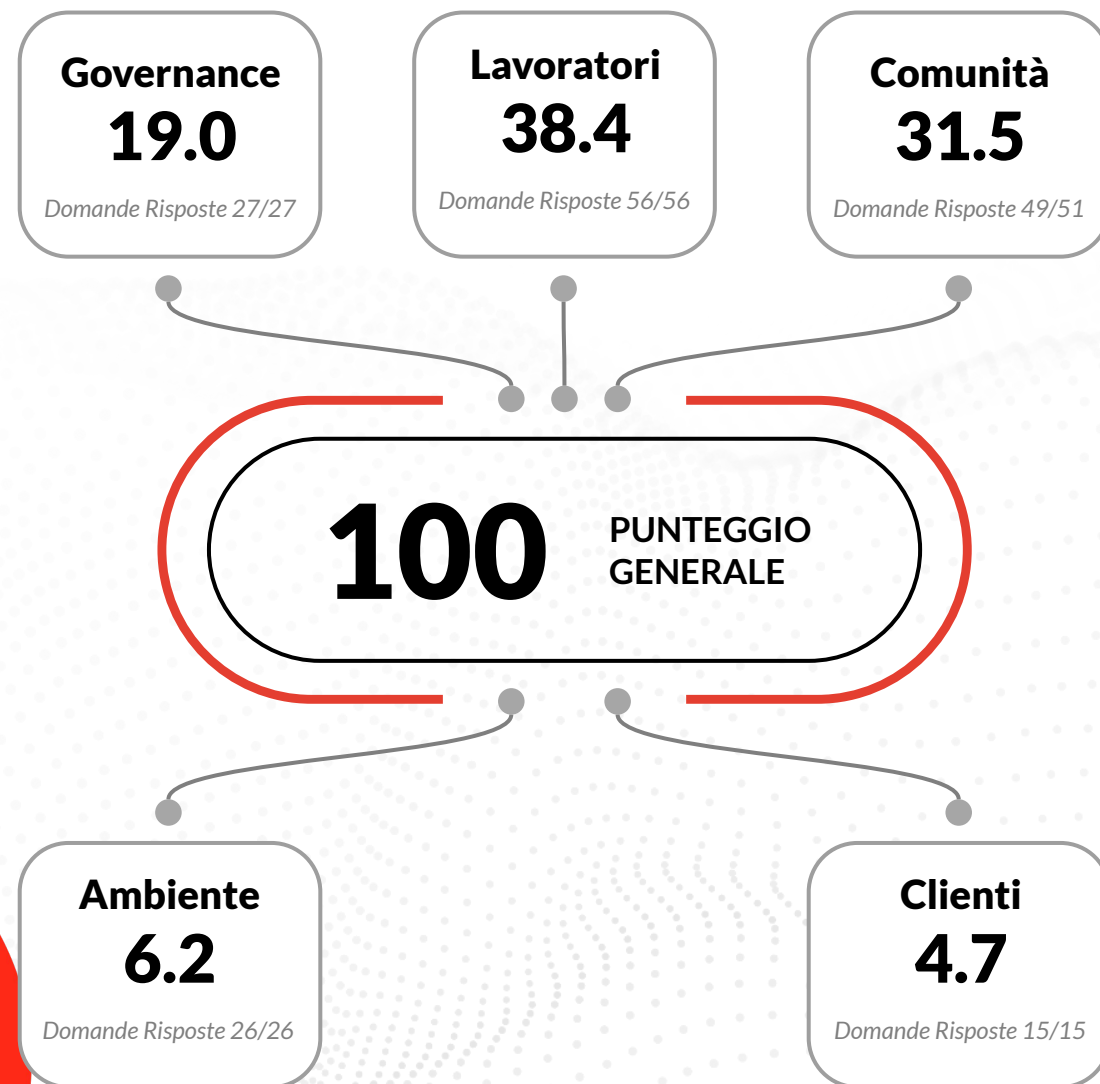 Governance
19.0
Domande Risposte 27/27
Lavoratori
38.4
Domande Risposte 56/56
Comunità
31.5
Domande Risposte 49/51
100
PUNTEGGIO
GENERALE
Ambiente
6.2
Domande Risposte 26/26
Clienti
4.7
Domande Risposte 15/15